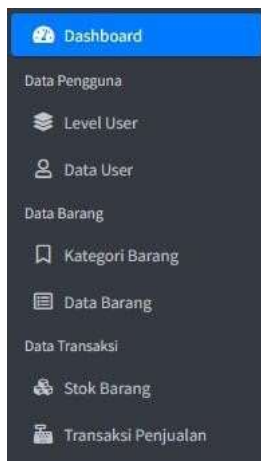 Dashboard
Data Pengguna
Level User
Data User
Data Barang
Kategori Barang
Data Barang
Data Transaksi
Stok Barang
Transaksi Penjualan